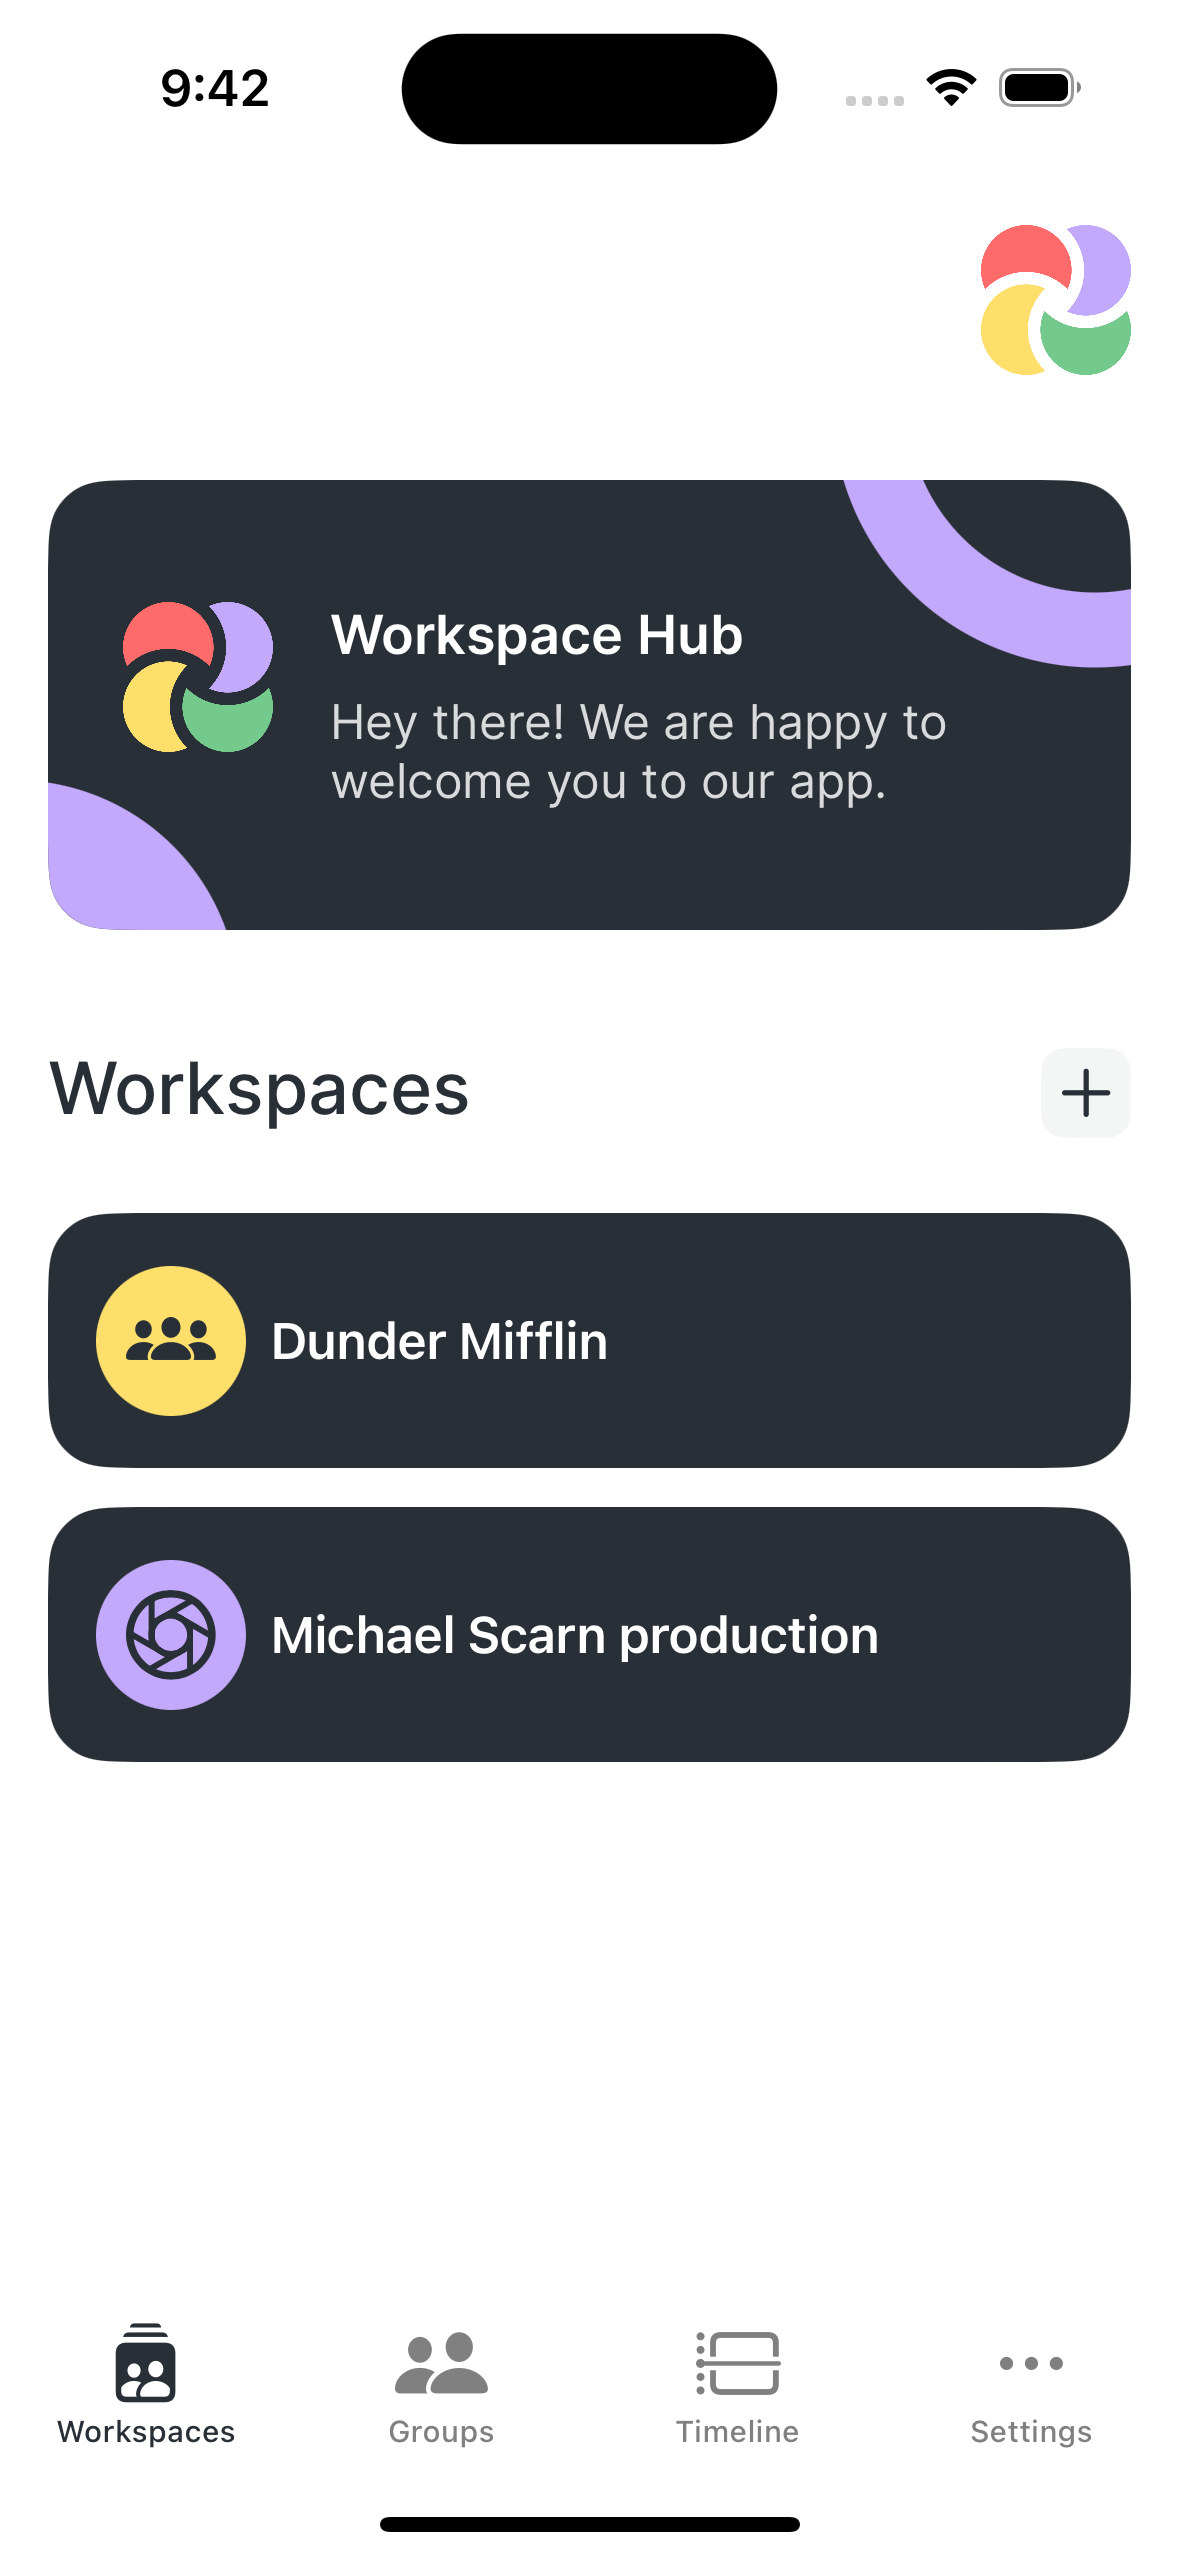 9:42
Workspace Hub
Hey there! We are happy to
welcome you to our app.
Workspaces
Dunder Mifflin
Michael Scarn production
Workspaces
Groups
Timeline
Settings